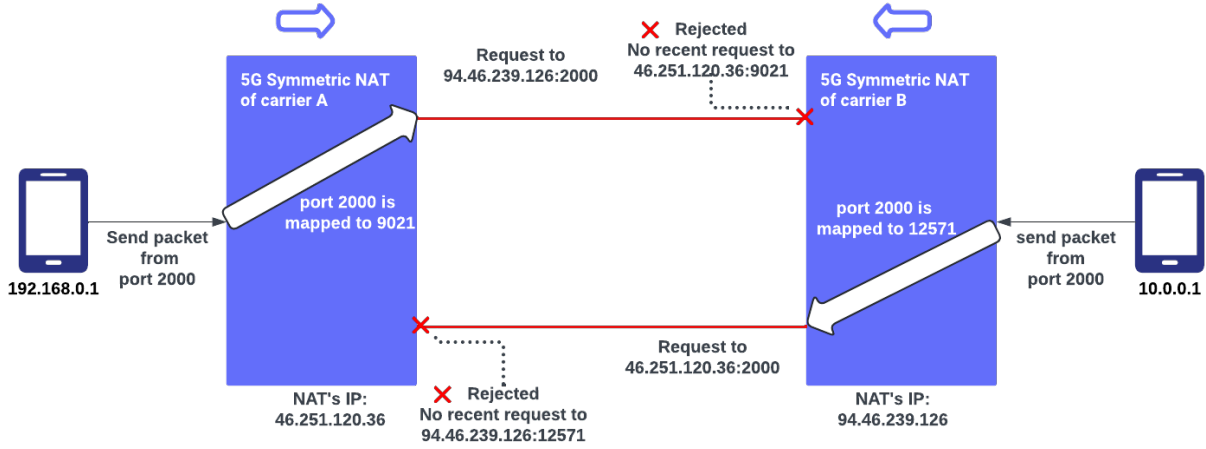 5G Symmetric NAT
of carrier A
Request to
94.46.239.126:2000
Rejected
No recent request to
46.251.120.36:9021
5G Symmetric NAT
of carrier B
port 2000 is
mapped to 9021
port 2000 is
mapped to 12571
Send packet
from
port 2000
192.168.0.1
send packet
from
port 2000
10.0.0.1
Request to
46.251.120.36:2000
NAT's IP:
46.251.120.36
Rejected
No recent request to
94.46.239.126:12571
NAT's IP:
94.46.239.126